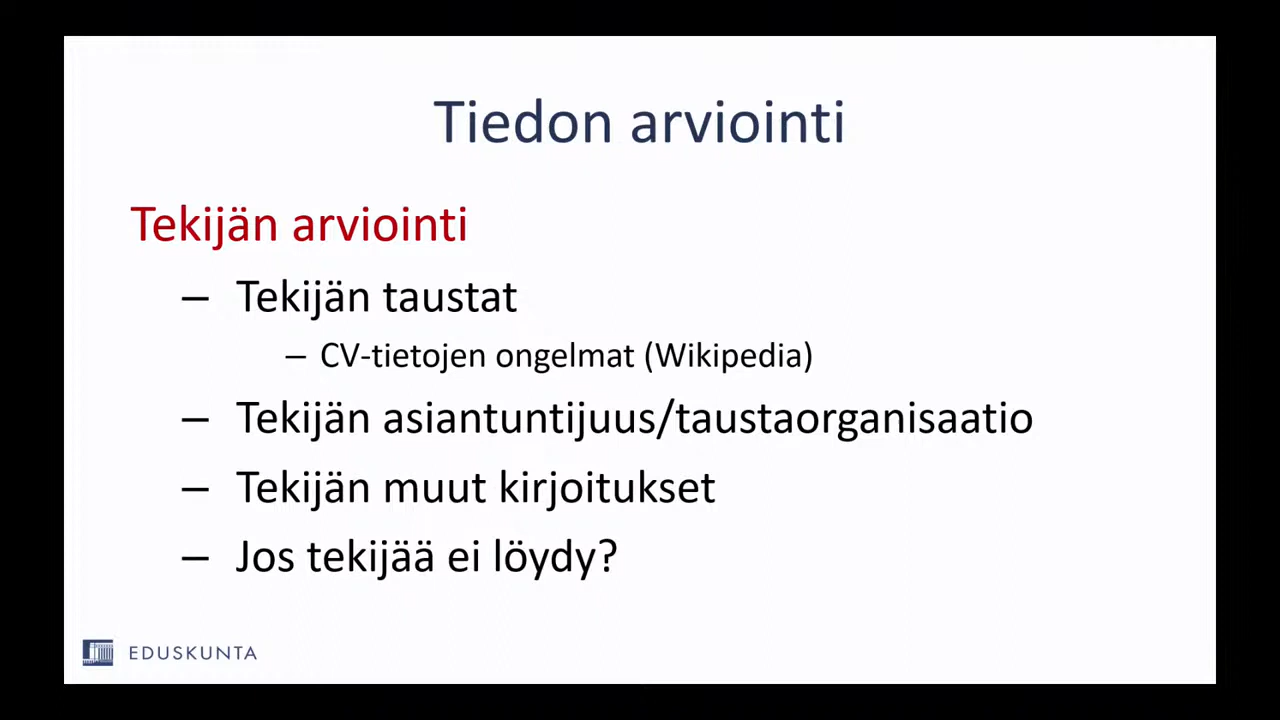 Tiedon arviointi
Tekijän arviointi
– Tekijän taustat
– CV-tietojen ongelmat (Wikipedia)
– Tekijän asiantuntijuus/taustaorganisaatio
– Tekijän muut kirjoitukset
– Jos tekijää ei löydy?
EDUSKUNTA